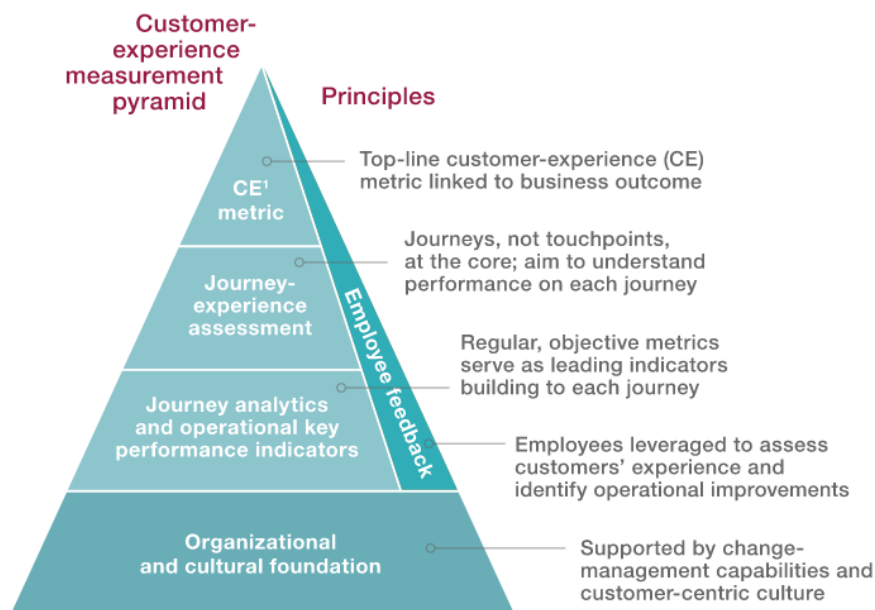 Customer-
experience
measurement
pyramid
Principles
CE¹
metric
Top-line customer-experience (CE)
metric linked to business outcome
Journey-
experience
assessment
Journeys, not touchpoints,
at the core; aim to understand
performance on each journey
Journey analytics
and operational key
performance indicators
Regular, objective metrics
serve as leading indicators
building to each journey
Employee feedback
Employees leveraged to assess
customers’ experience and
identify operational improvements
Organizational
and cultural foundation
Supported by change-
management capabilities and
customer-centric culture